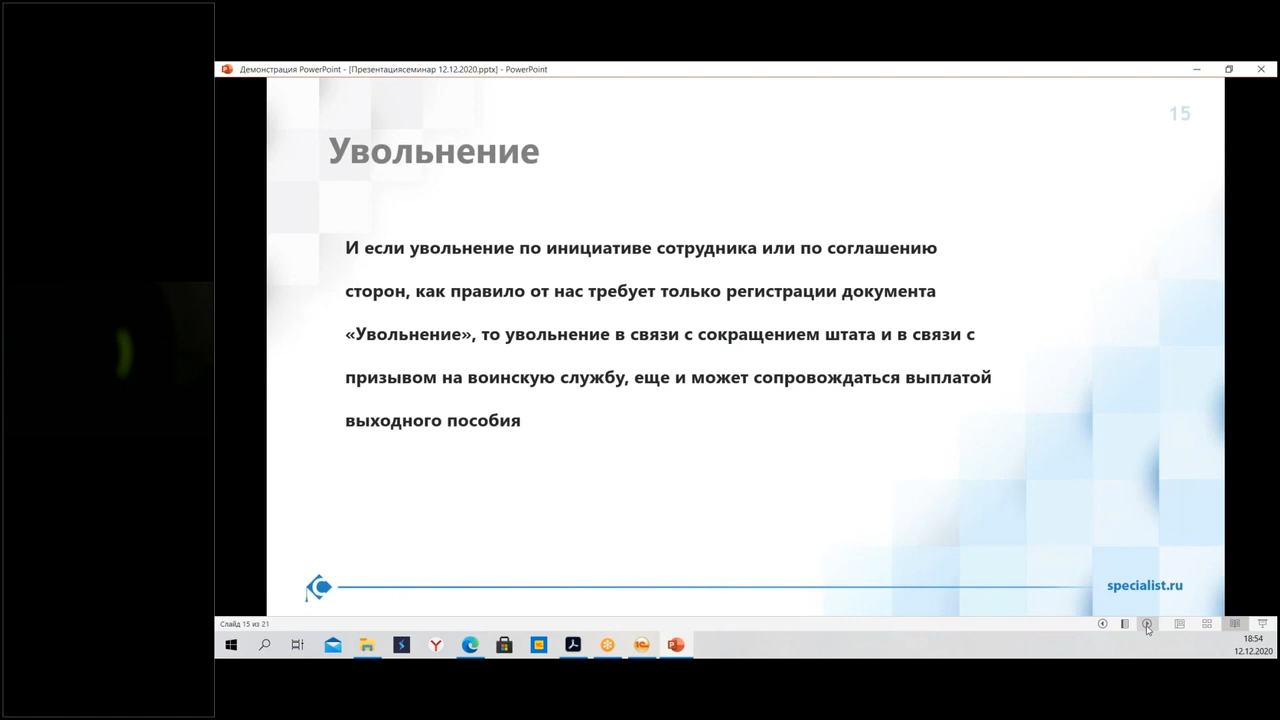 Демонстрация PowerPoint - [Презентациясеминар 12.12.2020.pptx] - PowerPoint
15
Увольнение
И если увольнение по инициативе сотрудника или по соглашению
сторон, как правило от нас требует только регистрации документа
«Увольнение», то увольнение в связи с сокращением штата и в связи с
призывом на воинскую службу, еще и может сопровождаться выплатой
выходного пособия
specialist.ru
Слайд 15 из 21
18:54
12.12.2020